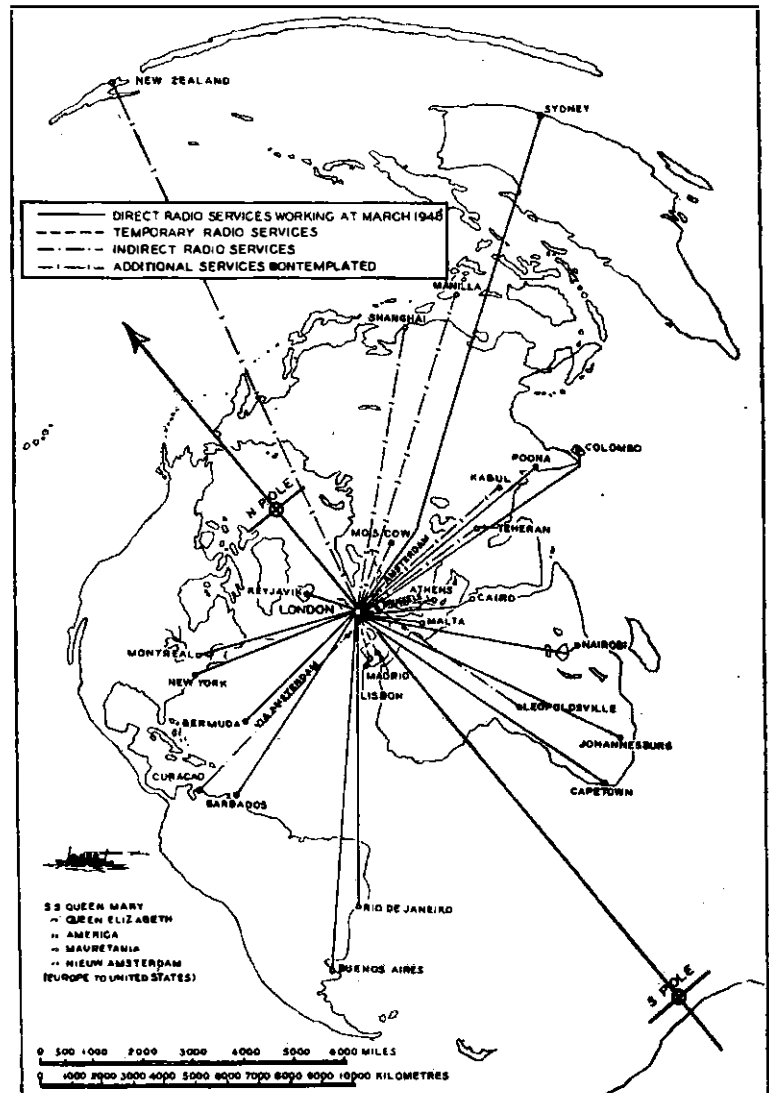 NEW ZEALAND
SYDNEY
DIRECT RADIO SERVICES WORKING AT MARCH 1948
TEMPORARY RADIO SERVICES
INDIRECT RADIO SERVICES
ADDITIONAL SERVICES BONTEMPLATED
MANILLA
SHANGHAI
COLOMBO
POONA
KABUL
N POLE
TEHERAN
MOSCOW
AMSTERDAM
REYJAVIK
ATHENS
LONDON
CAIRO
MALTA
NAIROBI
MONTREAL
MADRID
NEW YORK
LISBON
LEOPOLDSVILLE
BERMUDA
AMSTERDAM
JOHANNESBURG
CURACAO
CAPETOWN
BARBADOS
SS QUEEN MARY
" QUEEN ELIZABETH
" AMERICA
" MAURETANIA
" NIEUW AMSTERDAM
(EUROPE TO UNITED STATES)
RIO DE JANEIRO
BUENOS AIRES
S POLE
0 500 1000 2000 3000 4000 5000 6000 MILES
0 1000 2000 3000 4000 5000 6000 7000 8000 9000 10000 KILOMETRES